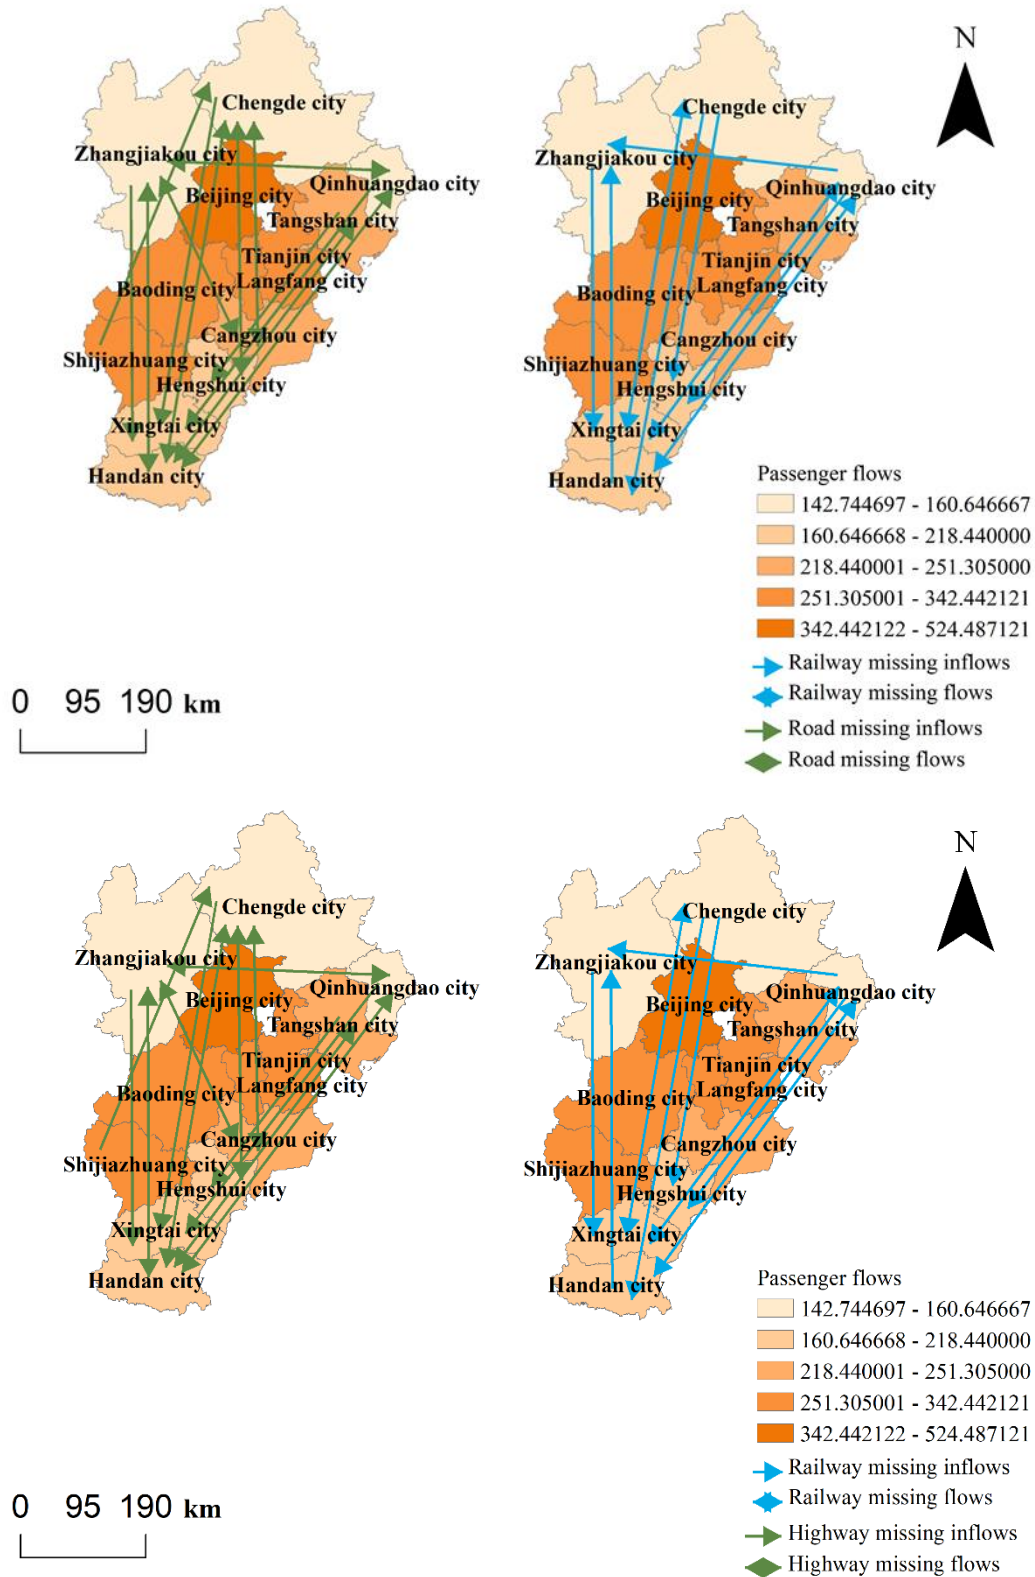 N
Chengde city
Zhangjiakou city
Qinhuangdao city
Beijing city
Tangshan city
Tianjin city
Langfang city
Baoding city
Cangzhou city
Shijiazhuang city
Hengshui city
Xingtai city
Handan city
Chengde city
Zhangjiakou city
Qinhuangdao city
Beijing city
Tangshan city
Tianjin city
Langfang city
Baoding city
Cangzhou city
Shijiazhuang city
Hengshui city
Xingtai city
Handan city
Passenger flows
142.744697 - 160.646667
160.646668 - 218.440000
218.440001 - 251.305000
251.305001 - 342.442121
342.442122 - 524.487121
Railway missing inflows
Railway missing flows
Road missing inflows
Road missing flows
0 95 190 km
N
Chengde city
Zhangjiakou city
Qinhuangdao city
Beijing city
Tangshan city
Tianjin city
Langfang city
Baoding city
Cangzhou city
Shijiazhuang city
Hengshui city
Xingtai city
Handan city
Chengde city
Zhangjiakou city
Qinhuangdao city
Beijing city
Tangshan city
Tianjin city
Langfang city
Baoding city
Cangzhou city
Shijiazhuang city
Hengshui city
Xingtai city
Handan city
Passenger flows
142.744697 - 160.646667
160.646668 - 218.440000
218.440001 - 251.305000
251.305001 - 342.442121
342.442122 - 524.487121
Railway missing inflows
Railway missing flows
Highway missing inflows
Highway missing flows
0 95 190 km